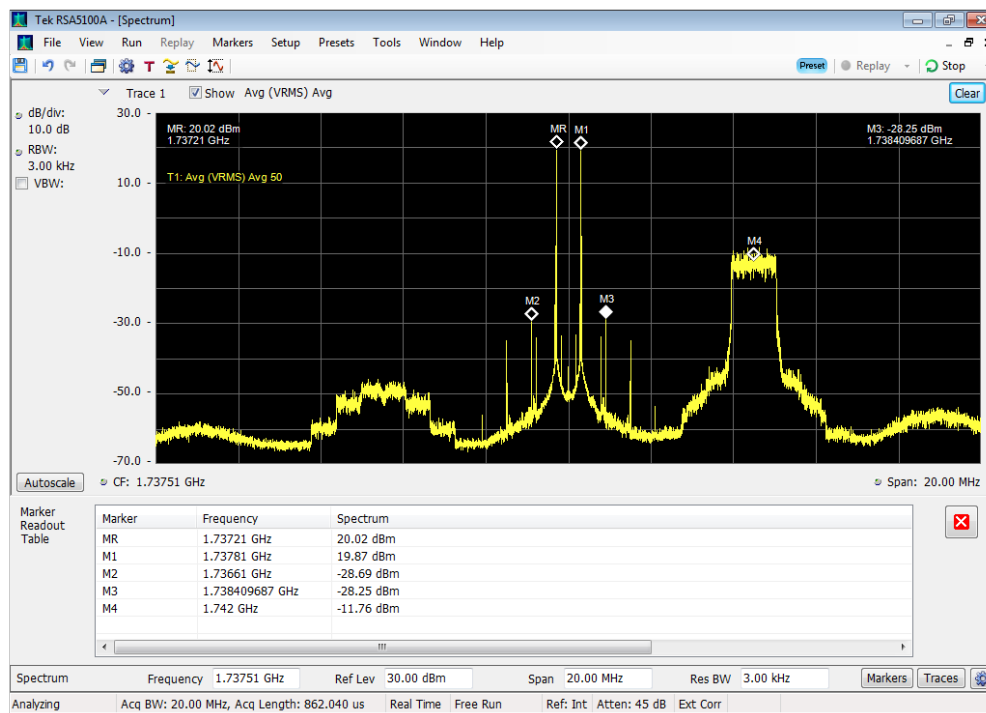 Tek RSA5100A - [Spectrum]
File View Run Replay Markers Setup Presets Tools Window Help
T Preset Replay Stop
Trace 1 Show Avg (VRMS) Avg Clear
dB/div:
10.0 dB
RBW:
3.00 kHz
VBW:
30.0
10.0
-10.0
-30.0
-50.0
-70.0
MR: 20.02 dBm
1.73721 GHz
T1: Avg (VRMS) Avg 50
MR M1
M3: -28.25 dBm
1.738409687 GHz
M4
M2 M3
Autoscale CF: 1.73751 GHz Span: 20.00 MHz
Marker
Readout
Table
Marker Frequency Spectrum
MR 1.73721 GHz 20.02 dBm
M1 1.73781 GHz 19.87 dBm
M2 1.73661 GHz -28.69 dBm
M3 1.738409687 GHz -28.25 dBm
M4 1.742 GHz -11.76 dBm
Spectrum Frequency 1.73751 GHz Ref Lev 30.00 dBm Span 20.00 MHz Res BW 3.00 kHz Markers Traces
Analyzing Acq BW: 20.00 MHz, Acq Length: 862.040 us Real Time Free Run Ref: Int Atten: 45 dB Ext Corr